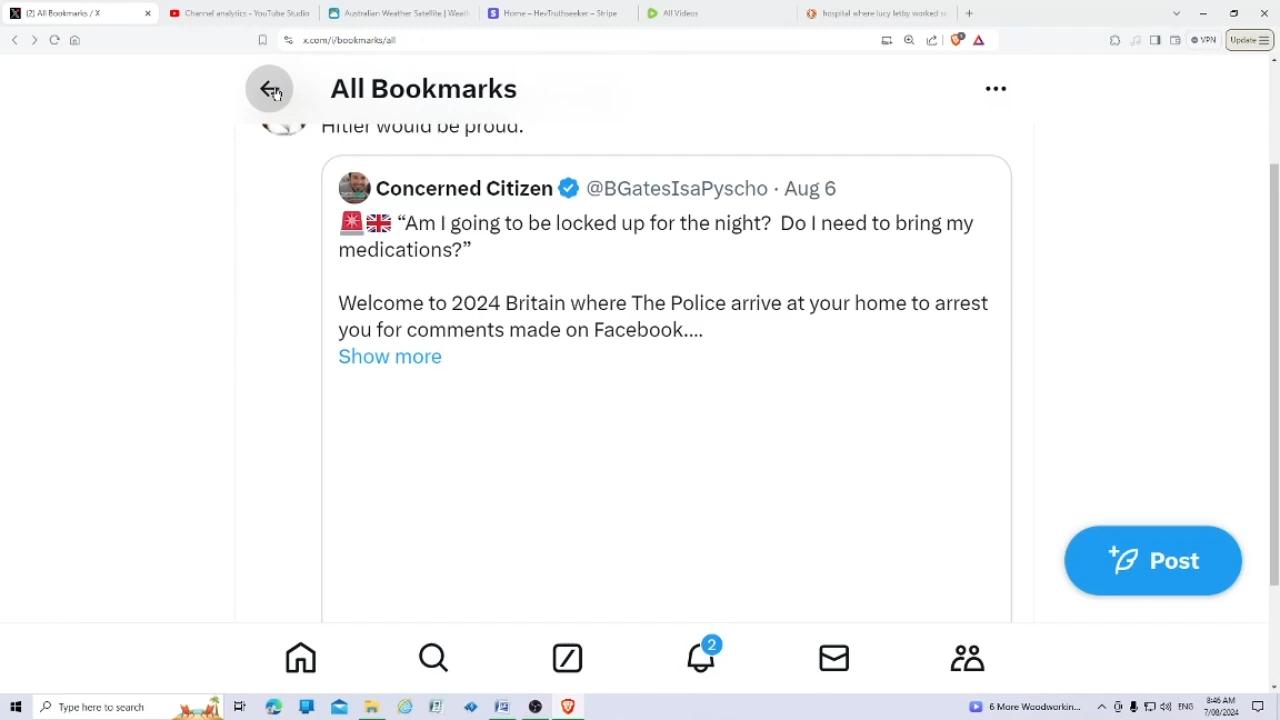 (2) All Bookmarks / X
Channel analytics - YouTube Studio
Australian Weather Satellite | Weath
Home – HevTruthseeker – Stripe
All Videos
hospital where lucy letby worked s
x.com/i/bookmarks/all
VPN
Update
All Bookmarks
Hitler would be proud.
Concerned Citizen @BGatesIsaPyscho · Aug 6
“Am I going to be locked up for the night? Do I need to bring my
medications?”
Welcome to 2024 Britain where The Police arrive at your home to arrest
you for comments made on Facebook....
Show more
Post
2
Type here to search
6 More Woodworkin...
ENG
8:46 AM
7/08/2024